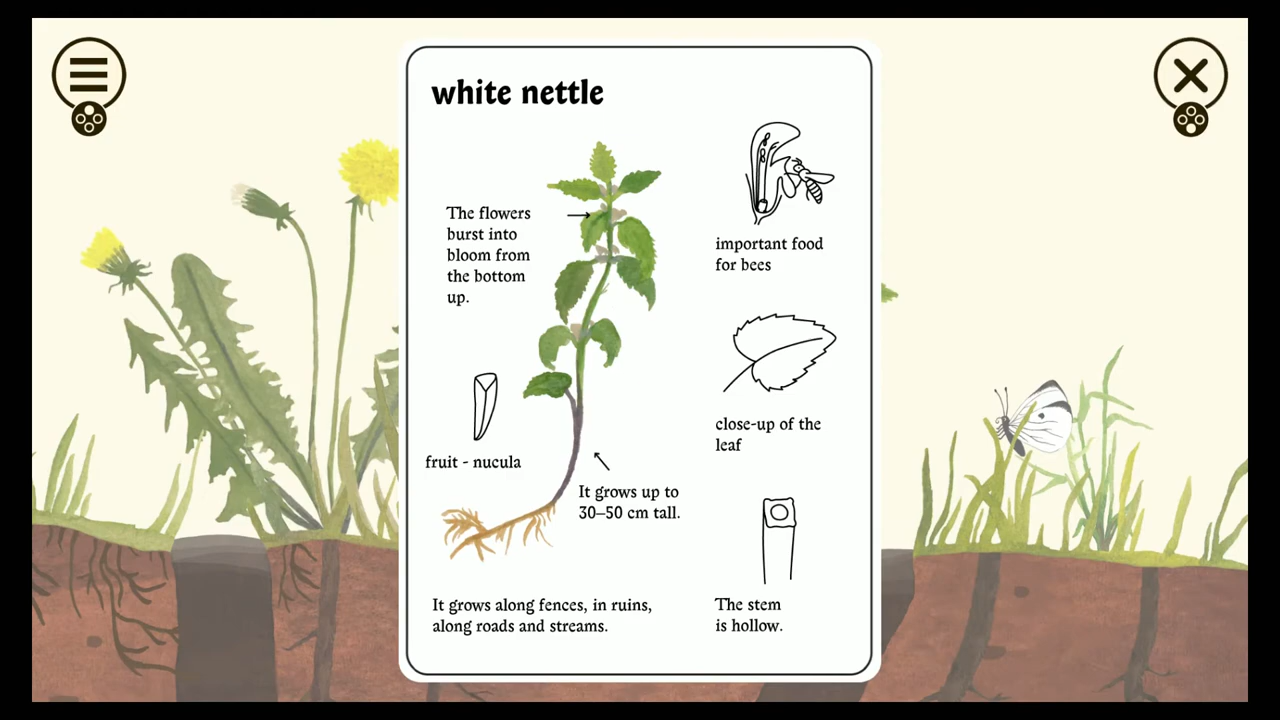 white nettle
The flowers
burst into
bloom from
the bottom
up.
important food
for bees
close-up of the
leaf
fruit - nucula
It grows up to
30–50 cm tall.
It grows along fences, in ruins,
along roads and streams.
The stem
is hollow.